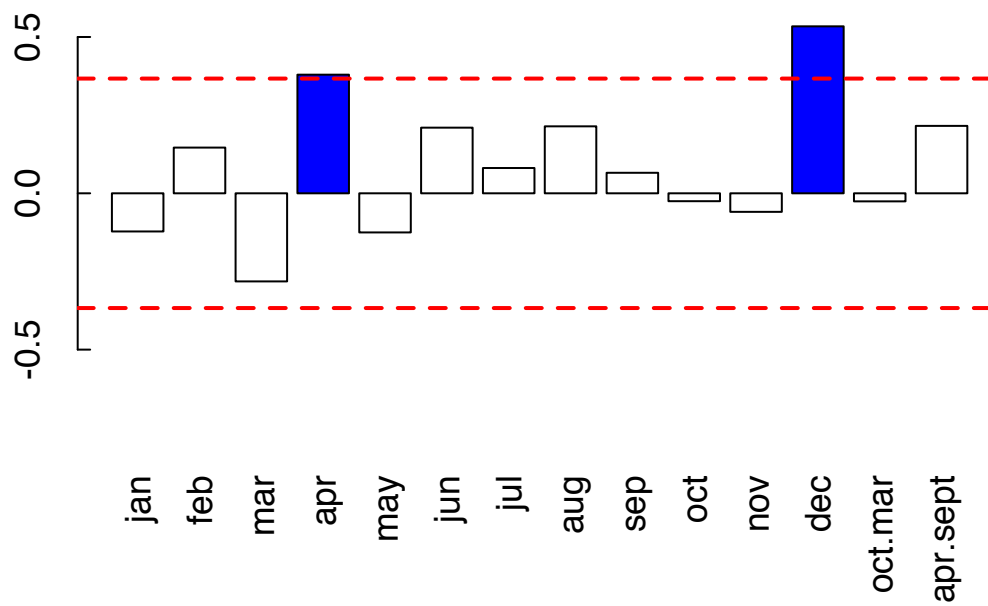 0.5
0.0
-0.5
jan
feb
mar
apr
may
jun
jul
aug
sep
oct
nov
dec
oct.mar
apr.sept